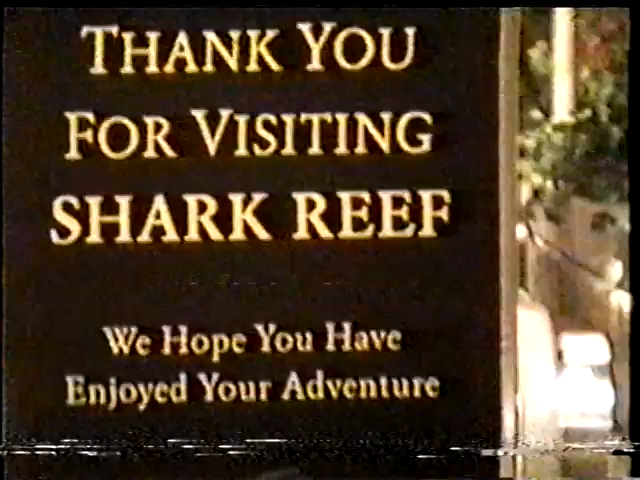 THANK YOU
FOR VISITING
SHARK REEF
We Hope You Have
Enjoyed Your Adventure